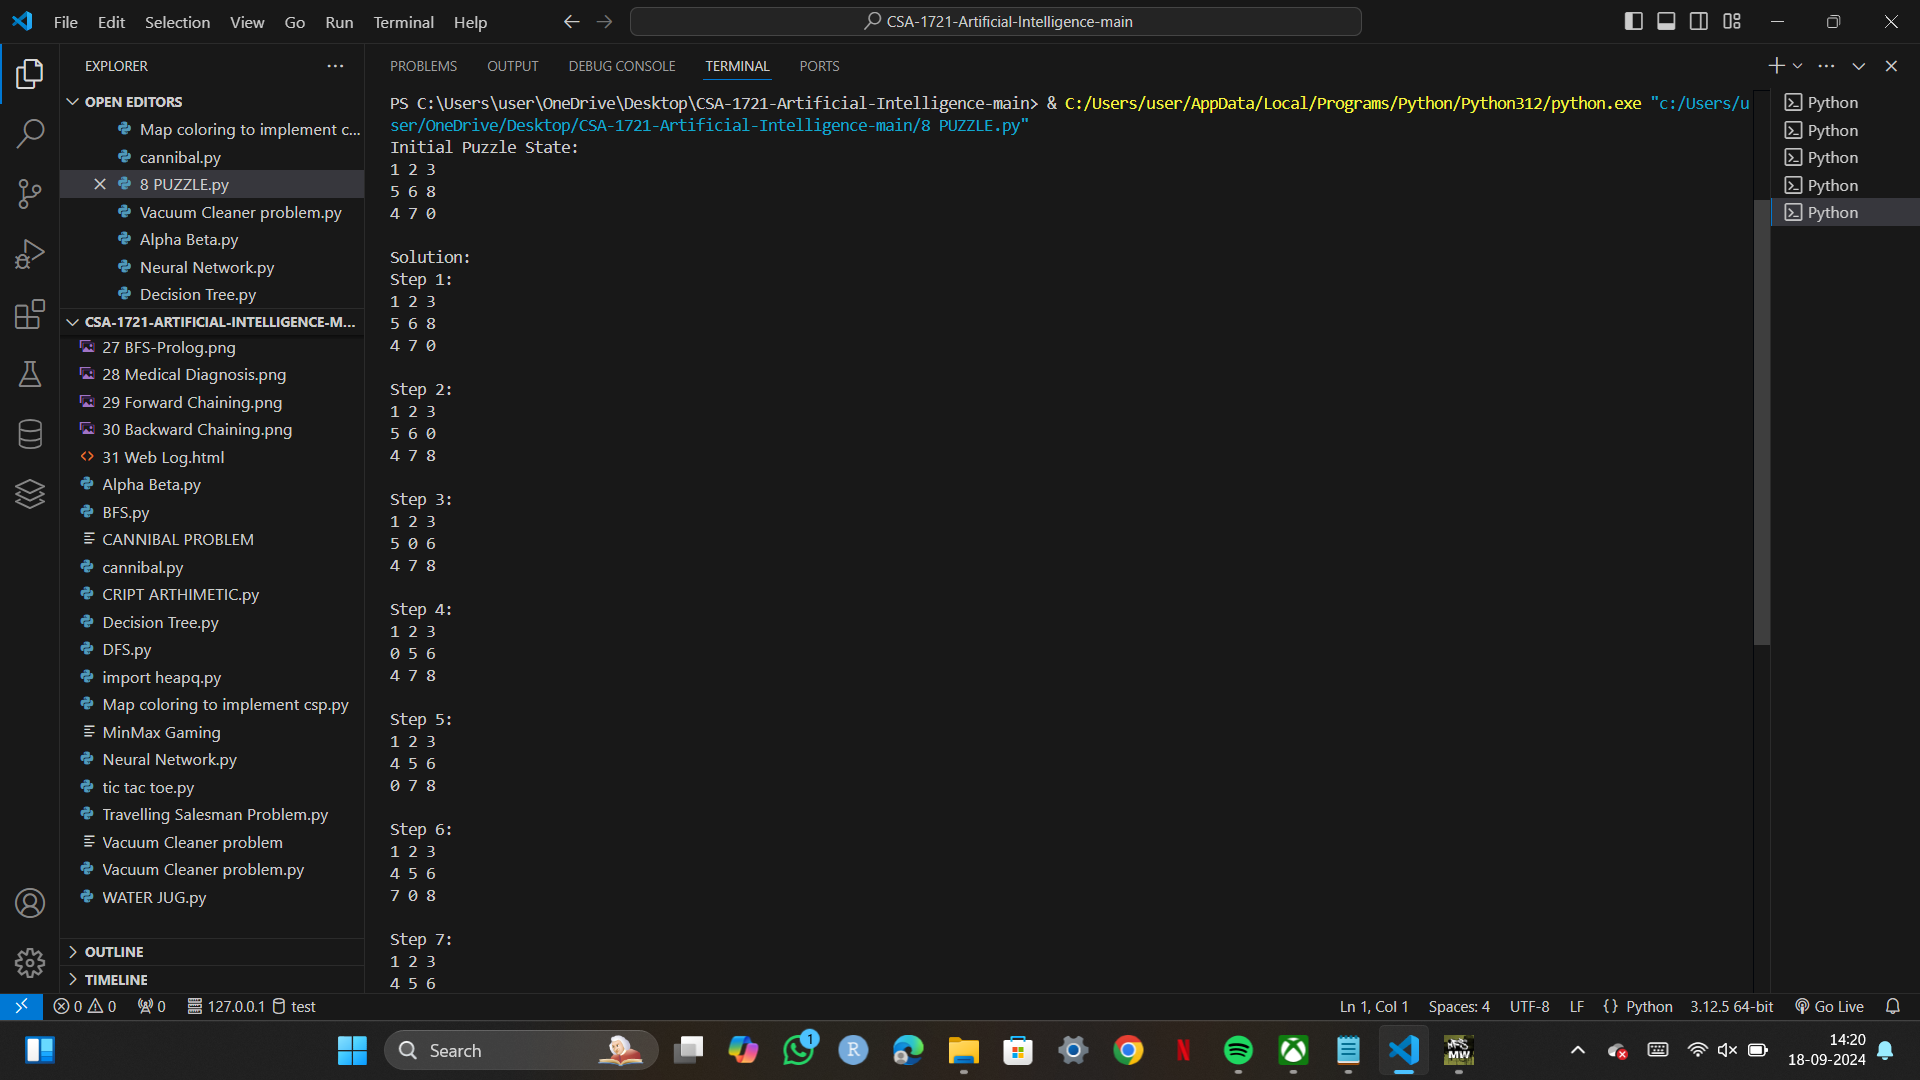 File Edit Selection View Go Run Terminal Help
CSA-1721-Artificial-Intelligence-main
EXPLORER
OPEN EDITORS
Map coloring to implement c...
cannibal.py
8 PUZZLE.py
Vacuum Cleaner problem.py
Alpha Beta.py
Neural Network.py
Decision Tree.py
CSA-1721-ARTIFICIAL-INTELLIGENCE-M...
27 BFS-Prolog.png
28 Medical Diagnosis.png
29 Forward Chaining.png
30 Backward Chaining.png
31 Web Log.html
Alpha Beta.py
BFS.py
CANNIBAL PROBLEM
cannibal.py
CRIPT ARTHIMETIC.py
Decision Tree.py
DFS.py
import heapq.py
Map coloring to implement csp.py
MinMax Gaming
Neural Network.py
tic tac toe.py
Travelling Salesman Problem.py
Vacuum Cleaner problem
Vacuum Cleaner problem.py
WATER JUG.py
OUTLINE
TIMELINE
PROBLEMS OUTPUT DEBUG CONSOLE TERMINAL PORTS
PS C:\Users\user\OneDrive\Desktop\CSA-1721-Artificial-Intelligence-main> & C:/Users/user/AppData/Local/Programs/Python/Python312/python.exe "c:/Users/u
ser/OneDrive/Desktop/CSA-1721-Artificial-Intelligence-main/8 PUZZLE.py"
Initial Puzzle State:
1 2 3
5 6 8
4 7 0
Solution:
Step 1:
1 2 3
5 6 8
4 7 0
Step 2:
1 2 3
5 6 0
4 7 8
Step 3:
1 2 3
5 0 6
4 7 8
Step 4:
1 2 3
0 5 6
4 7 8
Step 5:
1 2 3
4 5 6
0 7 8
Step 6:
1 2 3
4 5 6
7 0 8
Step 7:
1 2 3
4 5 6
Python
Python
Python
Python
Python
0 0 0 127.0.0.1 test
Ln 1, Col 1 Spaces: 4 UTF-8 LF {} Python 3.12.5 64-bit Go Live
Search
1
R
N
MW
14:20
18-09-2024